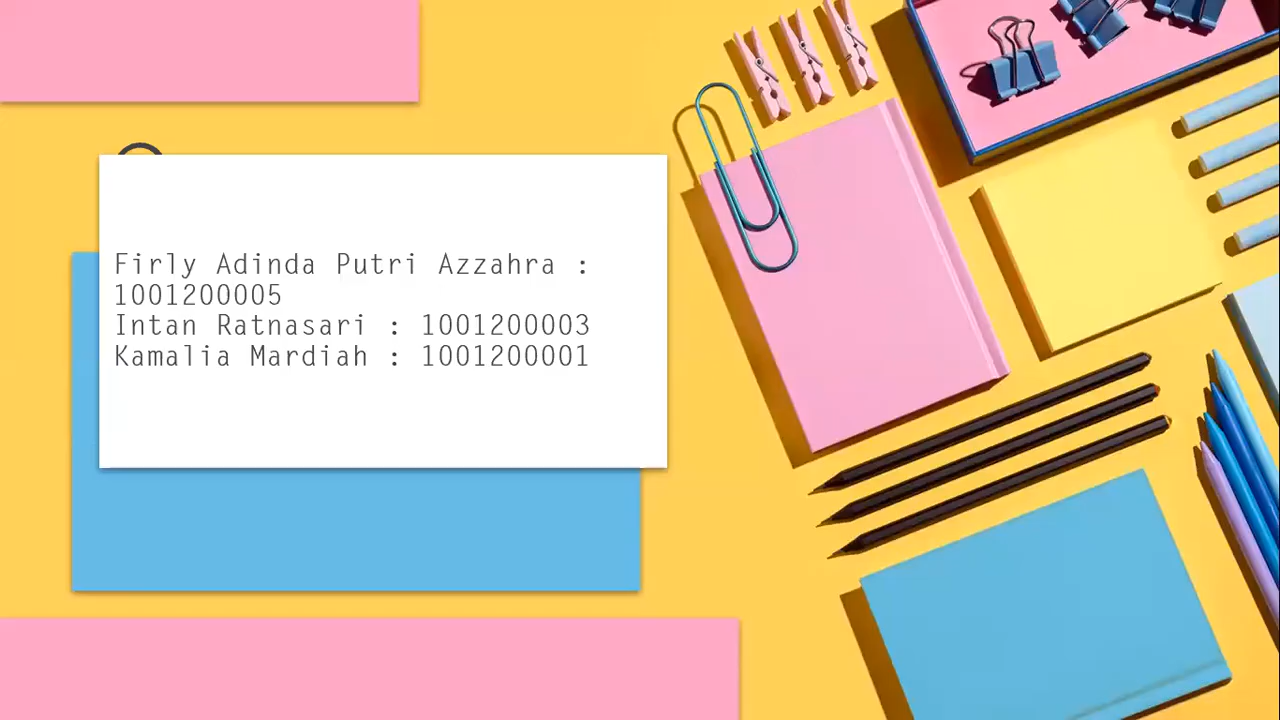 Firly Adinda Putri Azzahra :
1001200005
Intan Ratnasari : 1001200003
Kamalia Mardiah : 1001200001